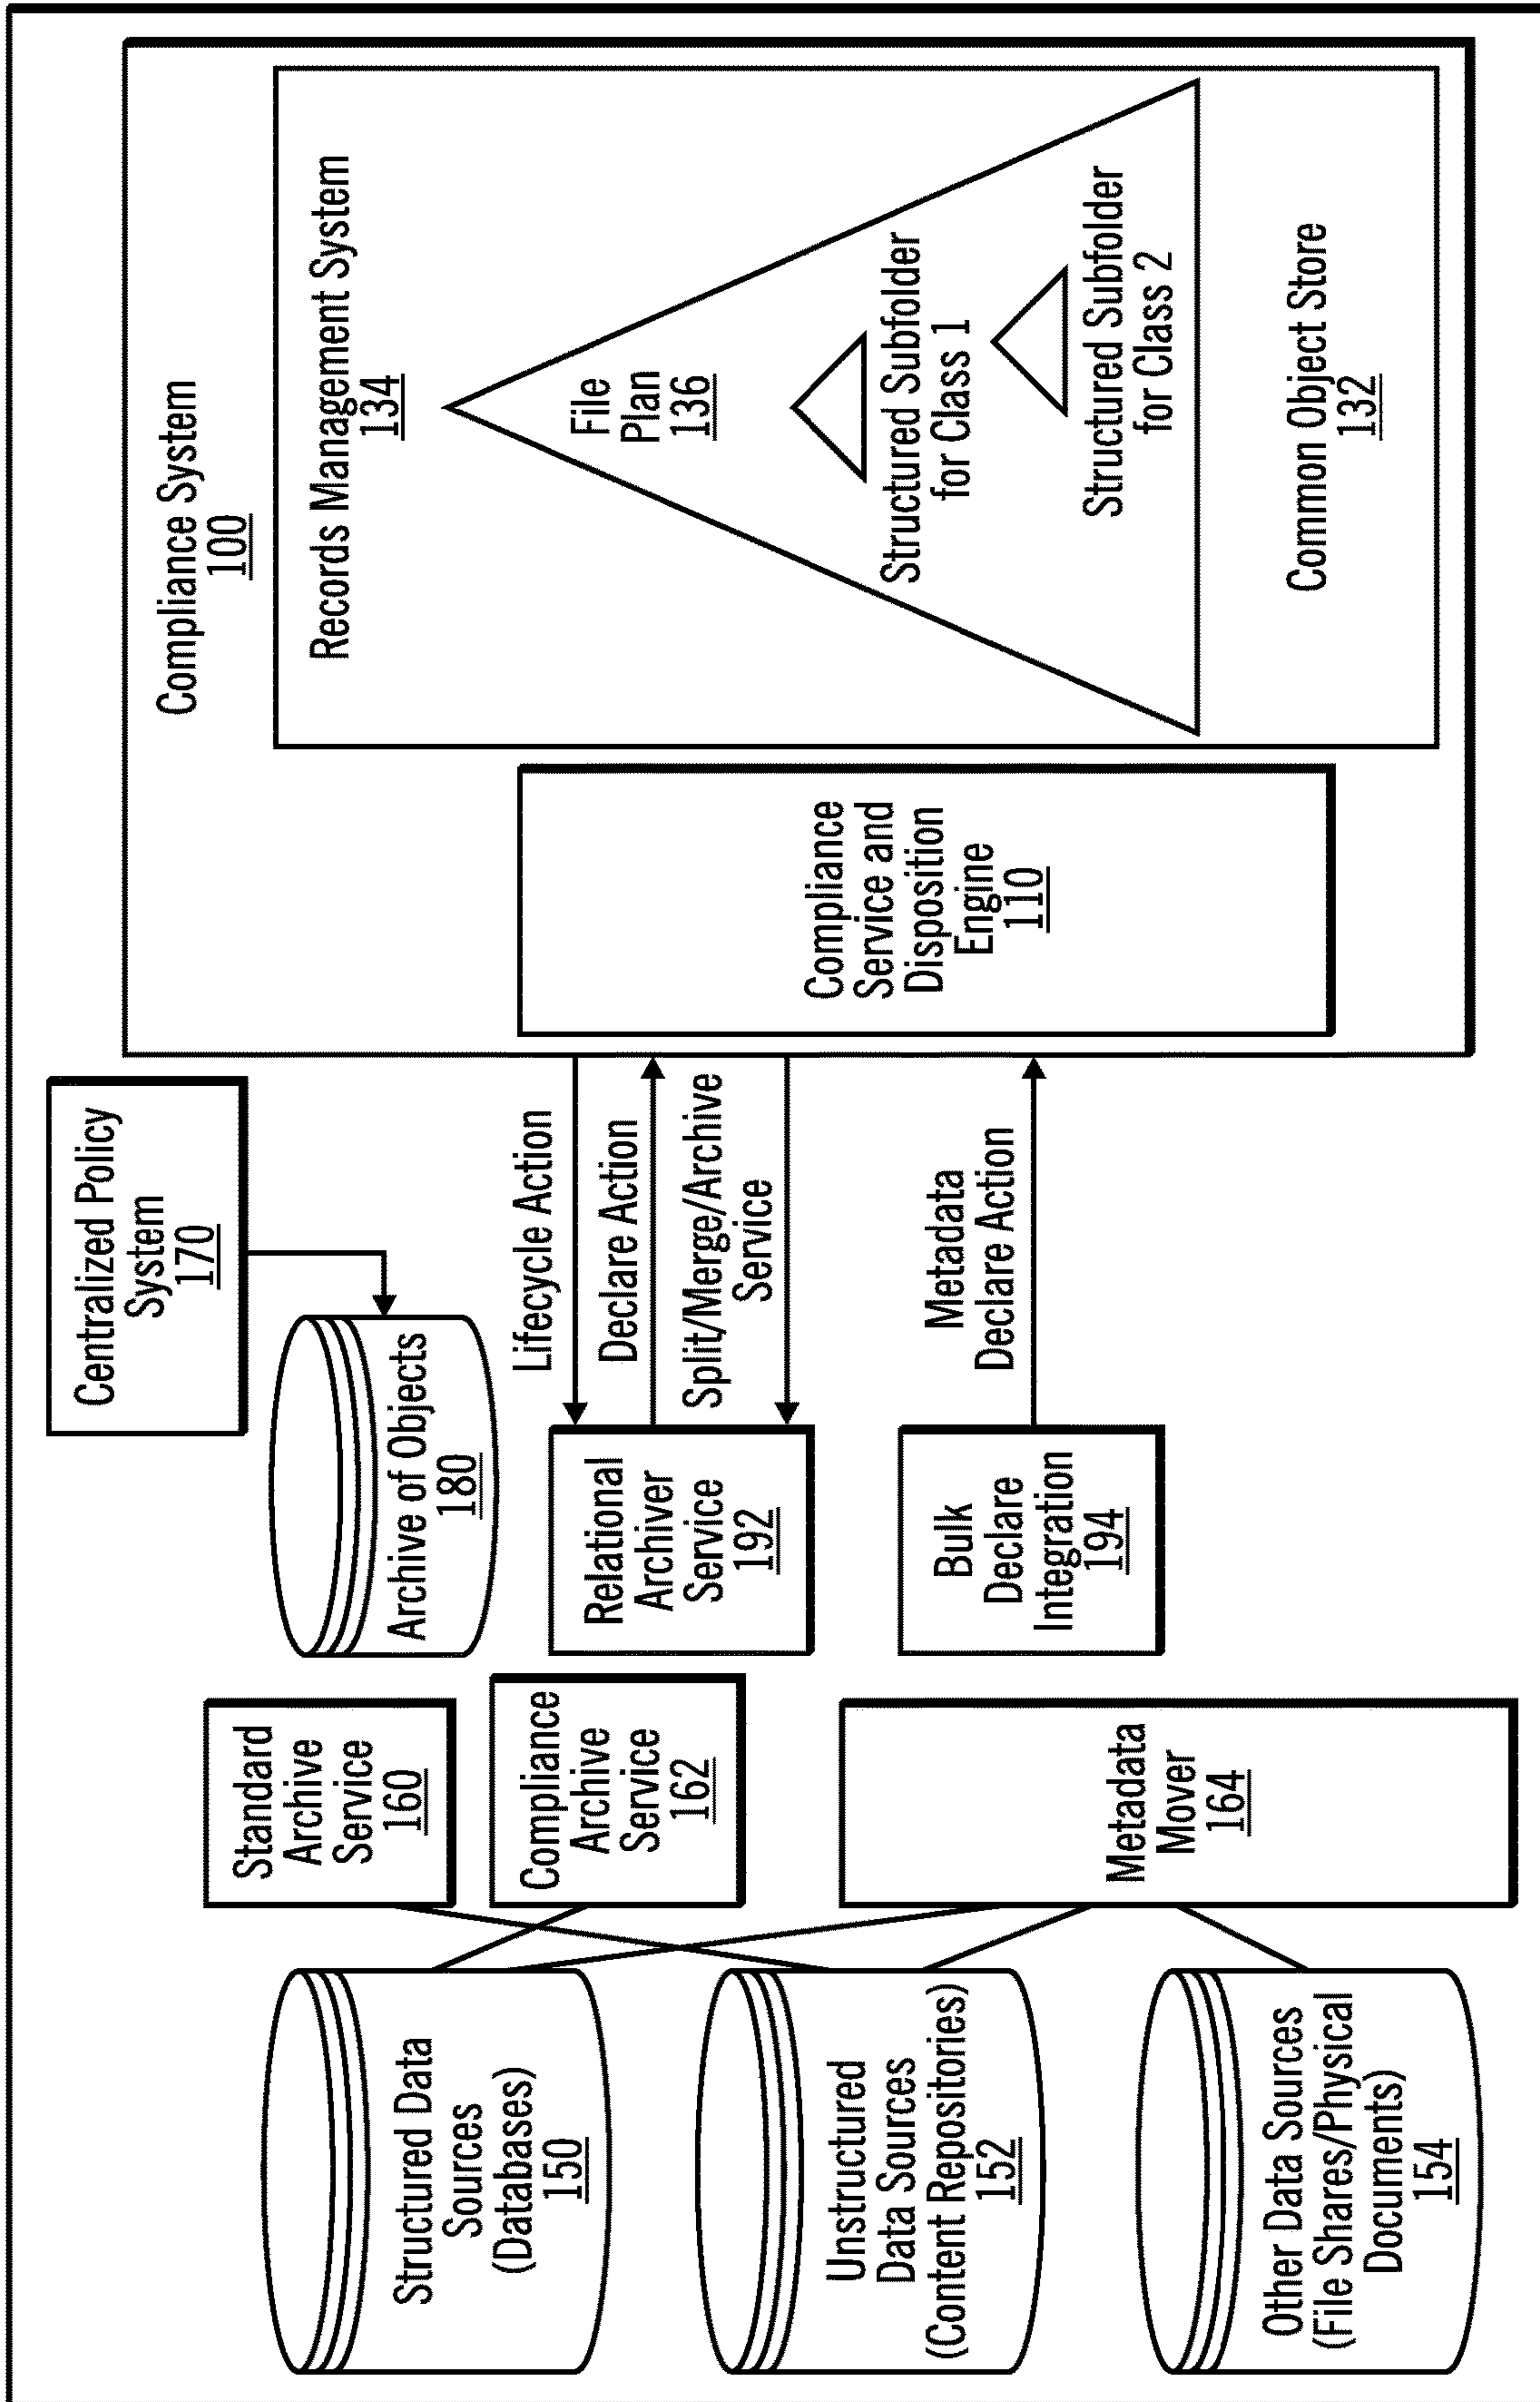 Structured Data
Sources
(Databases)
150
Unstructured
Data Sources
(Content Repositories)
152
Other Data Sources
(File Shares/Physical
Documents)
154
Standard
Archive
Service
160
Compliance
Archive
Service
162
Metadata
Mover
164
Centralized Policy
System
170
Archive of Objects
180
Relational
Archiver
Service
192
Bulk
Declare
Integration
194
Lifecycle Action
Declare Action
Split/Merge/Archive
Service
Metadata
Declare Action
Compliance System
100
Compliance
Service and
Disposition
Engine
110
Records Management System
134
File
Plan
136
Structured Subfolder
for Class 1
Structured Subfolder
for Class 2
Common Object Store
132